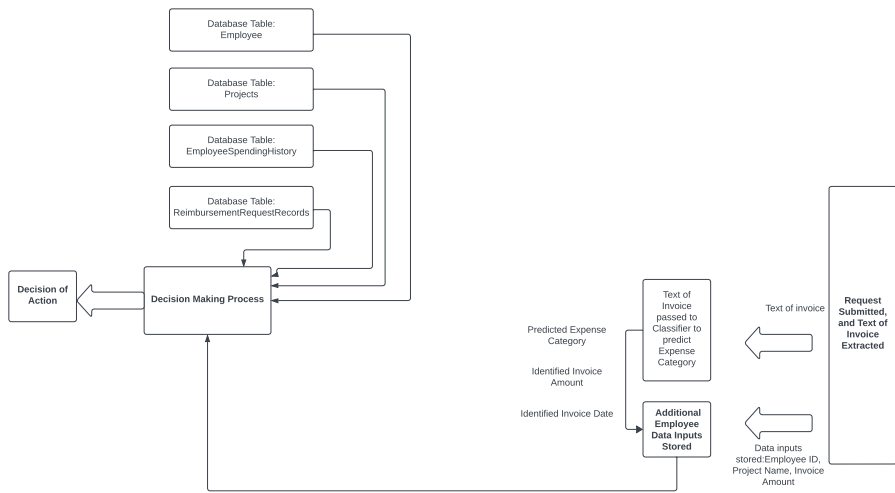 Database Table:
Employee
Database Table:
Projects
Database Table:
EmployeeSpendingHistory
Database Table:
ReimbursementRequestRecords
Decision of
Action
Decision Making Process
Predicted Expense
Category
Identified Invoice
Amount
Identified Invoice Date
Text of
Invoice
passed to
Classifier to
predict
Expense
Category
Additional
Employee
Data Inputs
Stored
Text of invoice
Data inputs
stored:Employee ID,
Project Name, Invoice
Amount
Request
Submitted,
and Text of
Invoice
Extracted